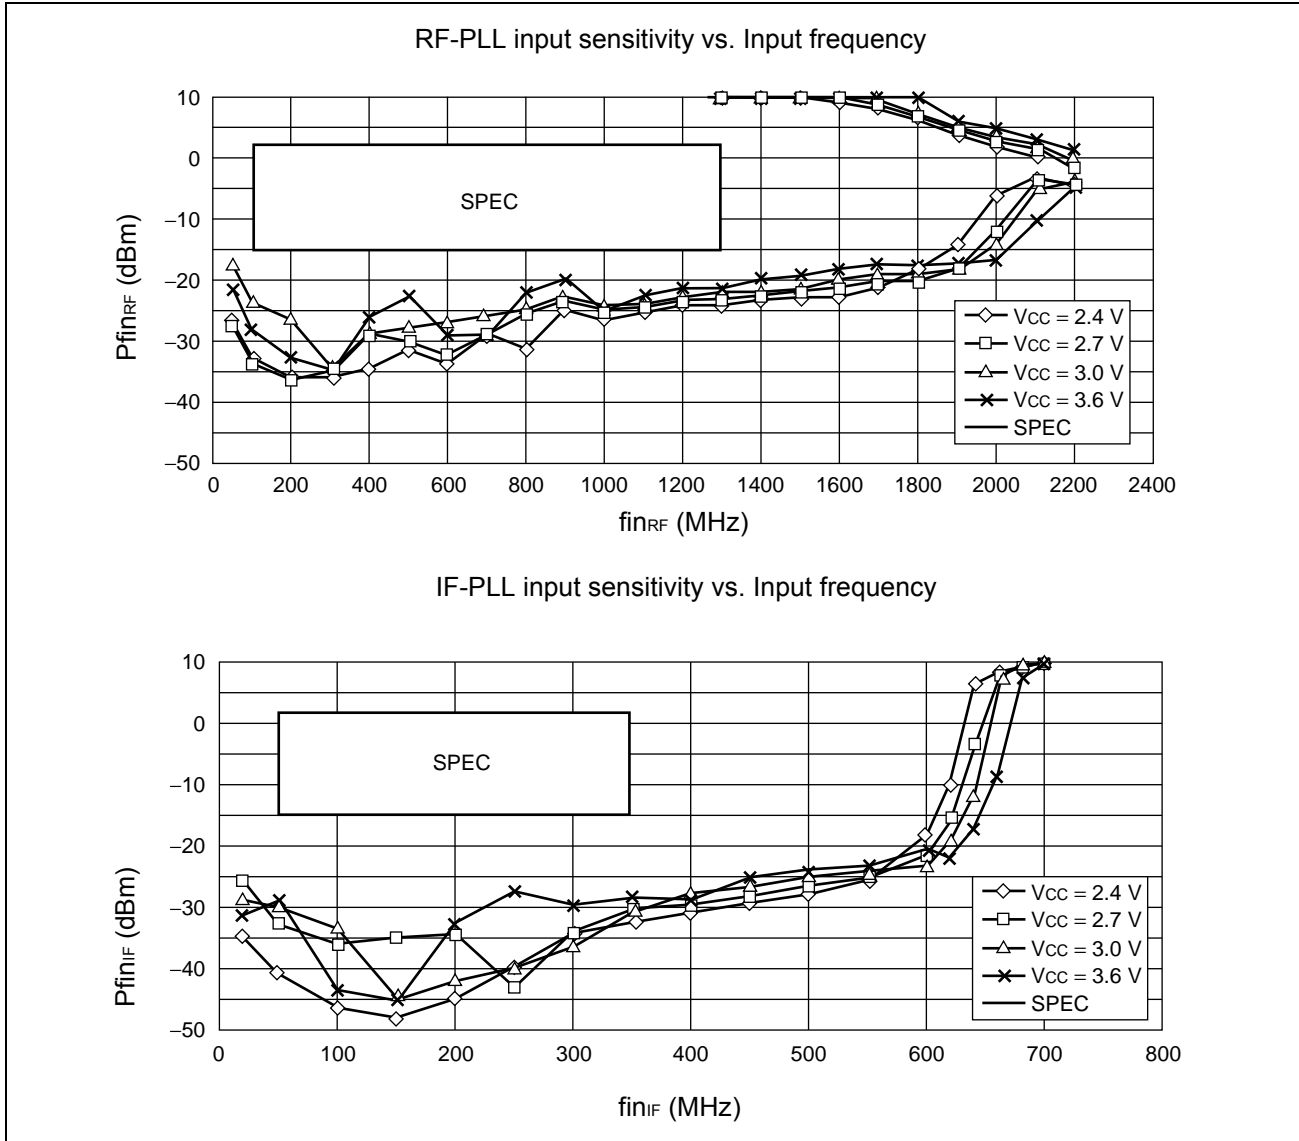 RF-PLL input sensitivity vs. Input frequency
10
0
−10
−20
−30
−40
−50
PfinRF (dBm)
SPEC
VCC = 2.4 V
VCC = 2.7 V
VCC = 3.0 V
VCC = 3.6 V
SPEC
0 200 400 600 800 1000 1200 1400 1600 1800 2000 2200 2400
finRF (MHz)
IF-PLL input sensitivity vs. Input frequency
10
0
−10
−20
−30
−40
−50
PfinIF (dBm)
SPEC
VCC = 2.4 V
VCC = 2.7 V
VCC = 3.0 V
VCC = 3.6 V
SPEC
0 100 200 300 400 500 600 700 800
finIF (MHz)